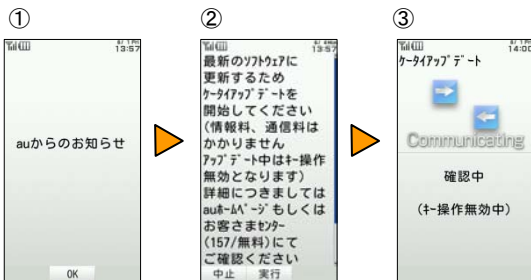 ①
13:57
auからのお知らせ
OK
②
13:57
最新のソフトウェアに
更新するため
ケータイアップデートを
開始してください
(情報料、通信料は
かかりません
アップデート中はキー操作
無効となります)
詳細につきましては
auホームページもしくは
お客さまセンター
(157/無料)にて
ご確認ください
中止 実行
③
14:00
ケータイアップデート
Communicating
確認中
(キー操作無効中)